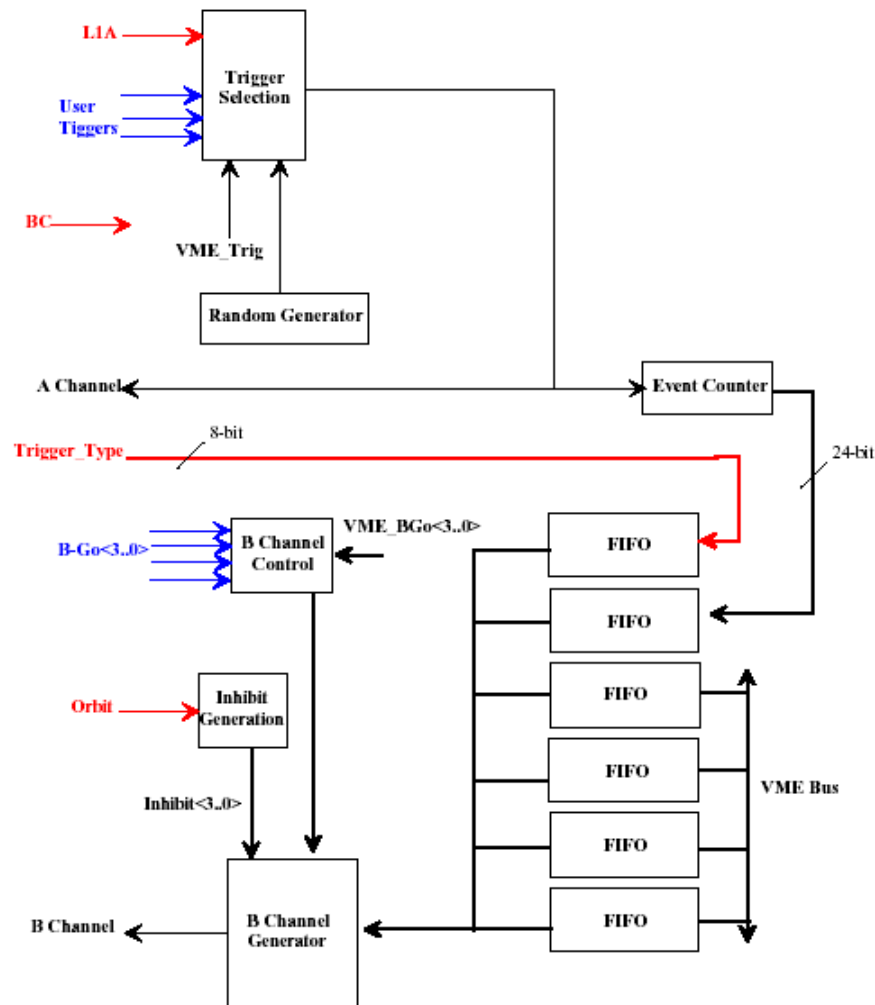 L1A
Trigger
Selection
User
Tiggers
BC
VME_Trig
Random Generator
A Channel
Event Counter
Trigger_Type
8-bit
24-bit
B-Go<3..0>
B Channel
Control
VME_BGo<3..0>
FIFO
FIFO
Orbit
Inhibit
Generation
FIFO
Inhibit<3..0>
FIFO
VME Bus
FIFO
B Channel
B Channel
Generator
FIFO